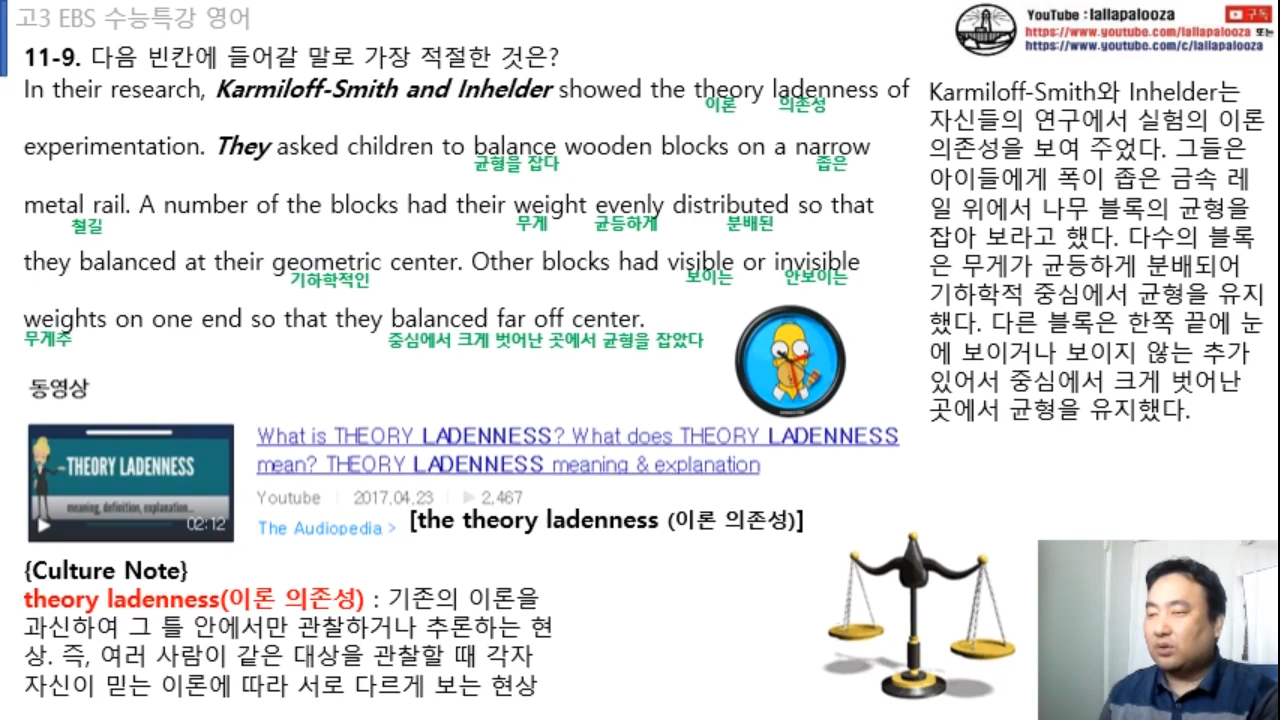 고3 EBS 수능특강 영어
YouTube : lallapalooza
구독
https://www.youtube.com/lallapalooza 또는
https://www.youtube.com/c/lallapalooza
11-9. 다음 빈칸에 들어갈 말로 가장 적절한 것은?
In their research, Karmiloff-Smith and Inhelder showed the theory ladenness of
이론 의존성
experimentation. They asked children to balance wooden blocks on a narrow
균형을 잡다 좁은
metal rail. A number of the blocks had their weight evenly distributed so that
철길 무게 균등하게 분배된
they balanced at their geometric center. Other blocks had visible or invisible
기하학적인 보이는 안보이는
weights on one end so that they balanced far off center.
무게추 중심에서 크게 벗어난 곳에서 균형을 잡았다
Karmiloff-Smith와 Inhelder는
자신들의 연구에서 실험의 이론
의존성을 보여 주었다. 그들은
아이들에게 폭이 좁은 금속 레
일 위에서 나무 블록의 균형을
잡아 보라고 했다. 다수의 블록
은 무게가 균등하게 분배되어
기하학적 중심에서 균형을 유지
했다. 다른 블록은 한쪽 끝에 눈
에 보이거나 보이지 않는 추가
있어서 중심에서 크게 벗어난
곳에서 균형을 유지했다.
동영상
THEORY LADENNESS
meaning, definition, explanation...
02:12
What is THEORY LADENNESS? What does THEORY LADENNESS
mean? THEORY LADENNESS meaning & explanation
Youtube 2017.04.23 2,467
The Audiopedia >
[the theory ladenness (이론 의존성)]
{Culture Note}
theory ladenness(이론 의존성) : 기존의 이론을
과신하여 그 틀 안에서만 관찰하거나 추론하는 현
상. 즉, 여러 사람이 같은 대상을 관찰할 때 각자
자신이 믿는 이론에 따라 서로 다르게 보는 현상